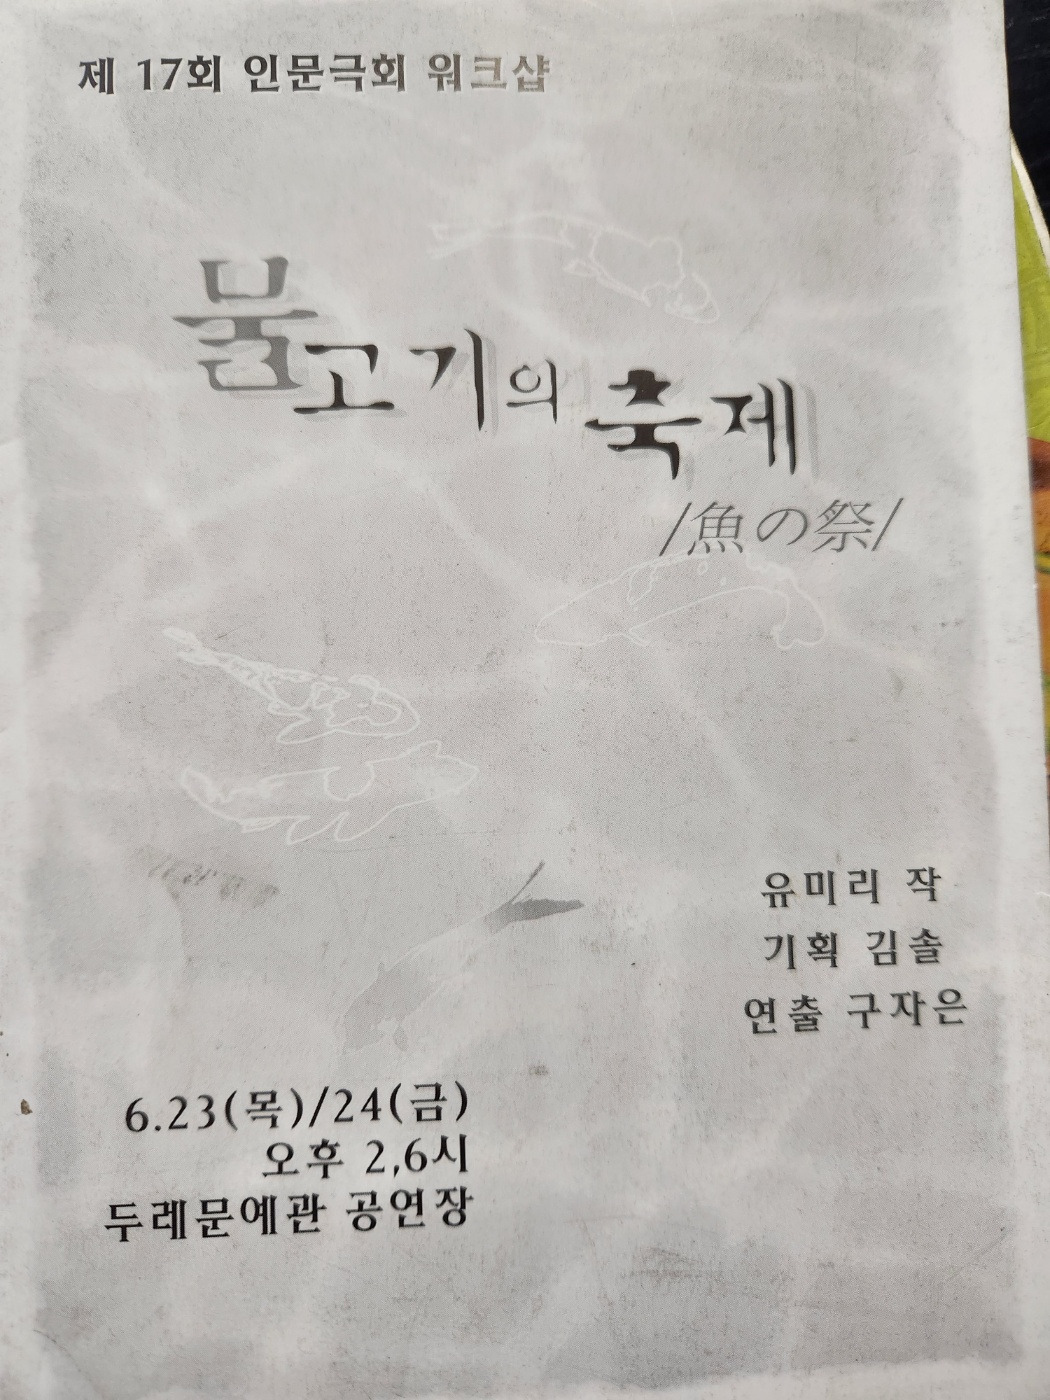 제 17회 인문극회 워크샵
물고기의 축제
/魚の祭/
유미리 작
기획 김솔
연출 구자은
6.23(목)/24(금)
오후 2,6시
두레문예관 공연장